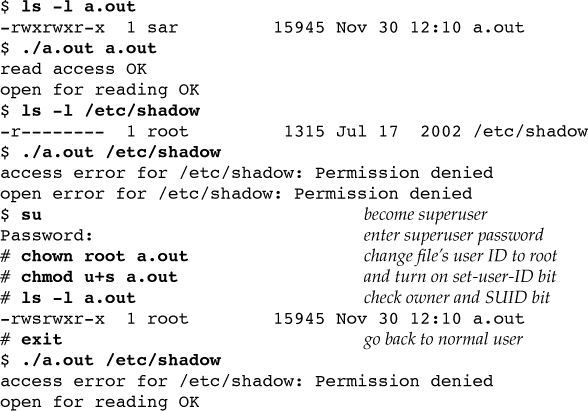 $ ls -l a.out
-rwxrwxr-x  1 sar          15945 Nov 30 12:10 a.out
$ ./a.out a.out
read access OK
open for reading OK
$ ls -l /etc/shadow
-r--------  1 root          1315 Jul 17  2002 /etc/shadow
$ ./a.out /etc/shadow
access error for /etc/shadow: Permission denied
open error for /etc/shadow: Permission denied
$ su                              become superuser
Password:                         enter superuser password
# chown root a.out                change file's user ID to root
# chmod u+s a.out                 and turn on set-user-ID bit
# ls -l a.out                     check owner and SUID bit
-rwsrwxr-x  1 root         15945 Nov 30 12:10 a.out
# exit                            go back to normal user
$ ./a.out /etc/shadow
access error for /etc/shadow: Permission denied
open for reading OK